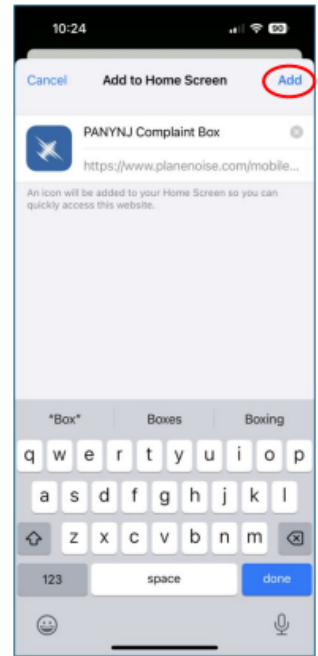 10:24 90
Cancel Add to Home Screen Add
PANYNJ Complaint Box
https://www.planenoise.com/mobile...
An icon will be added to your Home Screen so you can
quickly access this website.
"Box" Boxes Boxing
q w e r t y u i o p
a s d f g h j k l
z x c v b n m
123 space done